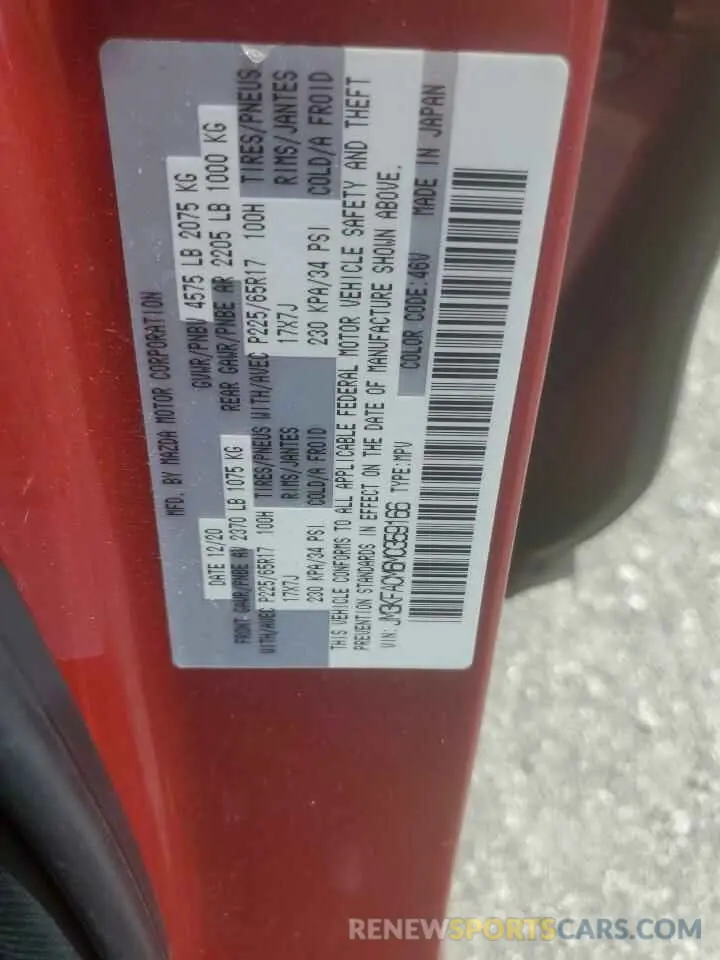 MFD. BY MAZDA MOTOR CORPORATION
DATE 12/20 GVWR/PNBV 4575 LB 2075 KG
FRONT GAWR/PNBE AV 2370 LB 1075 KG REAR GAWR/PNBE AR 2205 LB 1000 KG
WITH/AVEC P225/65R17 100H TIRES/PNEUS WITH/AVEC P225/65R17 100H TIRES/PNEUS
17X7J RIMS/JANTES 17X7J RIMS/JANTES
230 KPA/34 PSI COLD/A FROID 230 KPA/34 PSI COLD/A FROID
THIS VEHICLE CONFORMS TO ALL APPLICABLE FEDERAL MOTOR VEHICLE SAFETY AND THEFT
PREVENTION STANDARDS IN EFFECT ON THE DATE OF MANUFACTURE SHOWN ABOVE.
VIN: JM3KFACM6M0359166 TYPE:MPV COLOR CODE:46V MADE IN JAPAN
RENEWSPORTSCARS.COM